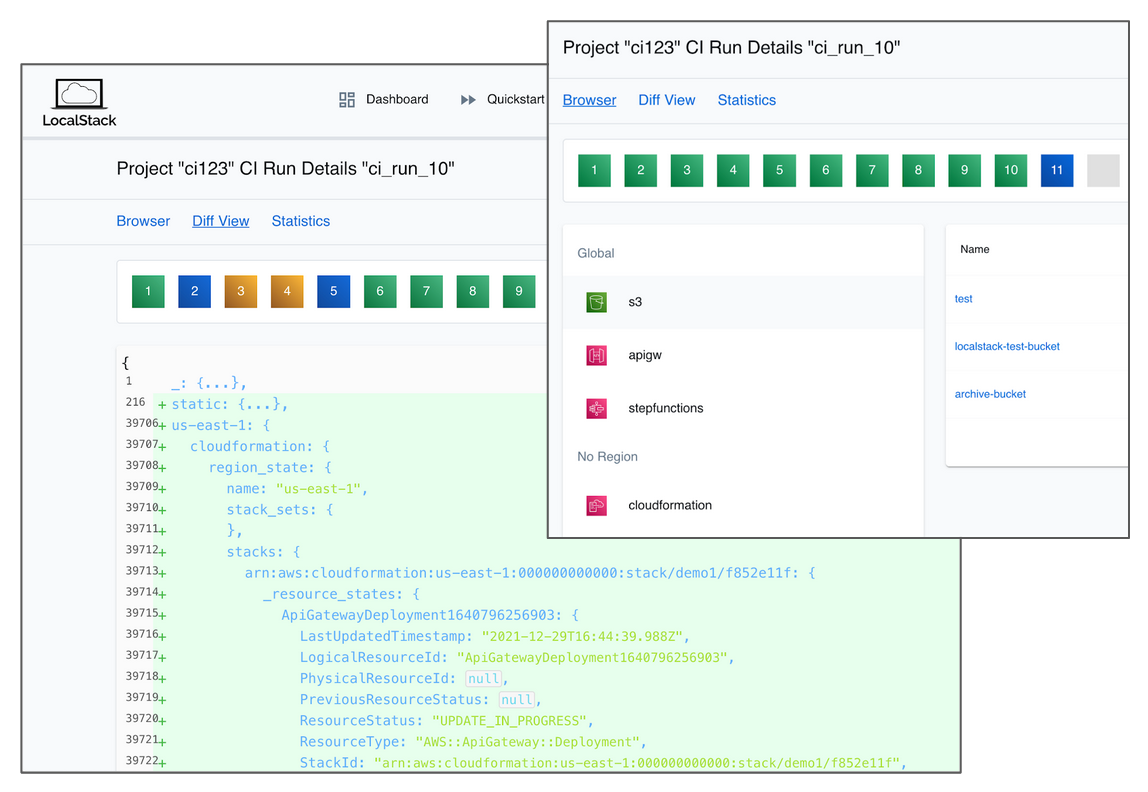 LocalStack
Dashboard
Quickstart
Project "ci123" CI Run Details "ci_run_10"
Browser Diff View Statistics
1 2 3 4 5 6 7 8 9
{
1 _: {...},
216 + static: {...},
39706+ us-east-1: {
39707+ cloudformation: {
39708+ region_state: {
39709+ name: "us-east-1",
39710+ stack_sets: {
39711+ },
39712+ stacks: {
39713+ arn:aws:cloudformation:us-east-1:000000000000:stack/demo1/f852e11f: {
39714+ _resource_states: {
39715+ ApiGatewayDeployment1640796256903: {
39716+ LastUpdatedTimestamp: "2021-12-29T16:44:39.988Z",
39717+ LogicalResourceId: "ApiGatewayDeployment1640796256903",
39718+ PhysicalResourceId: null,
39719+ PreviousResourceStatus: null,
39720+ ResourceStatus: "UPDATE_IN_PROGRESS",
39721+ ResourceType: "AWS::ApiGateway::Deployment",
39722+ StackId: "arn:aws:cloudformation:us-east-1:000000000000:stack/demo1/f852e11f",
Project "ci123" CI Run Details "ci_run_10"
Browser Diff View Statistics
1 2 3 4 5 6 7 8 9 10 11
Global
s3
apigw
stepfunctions
No Region
cloudformation
Name
test
localstack-test-bucket
archive-bucket